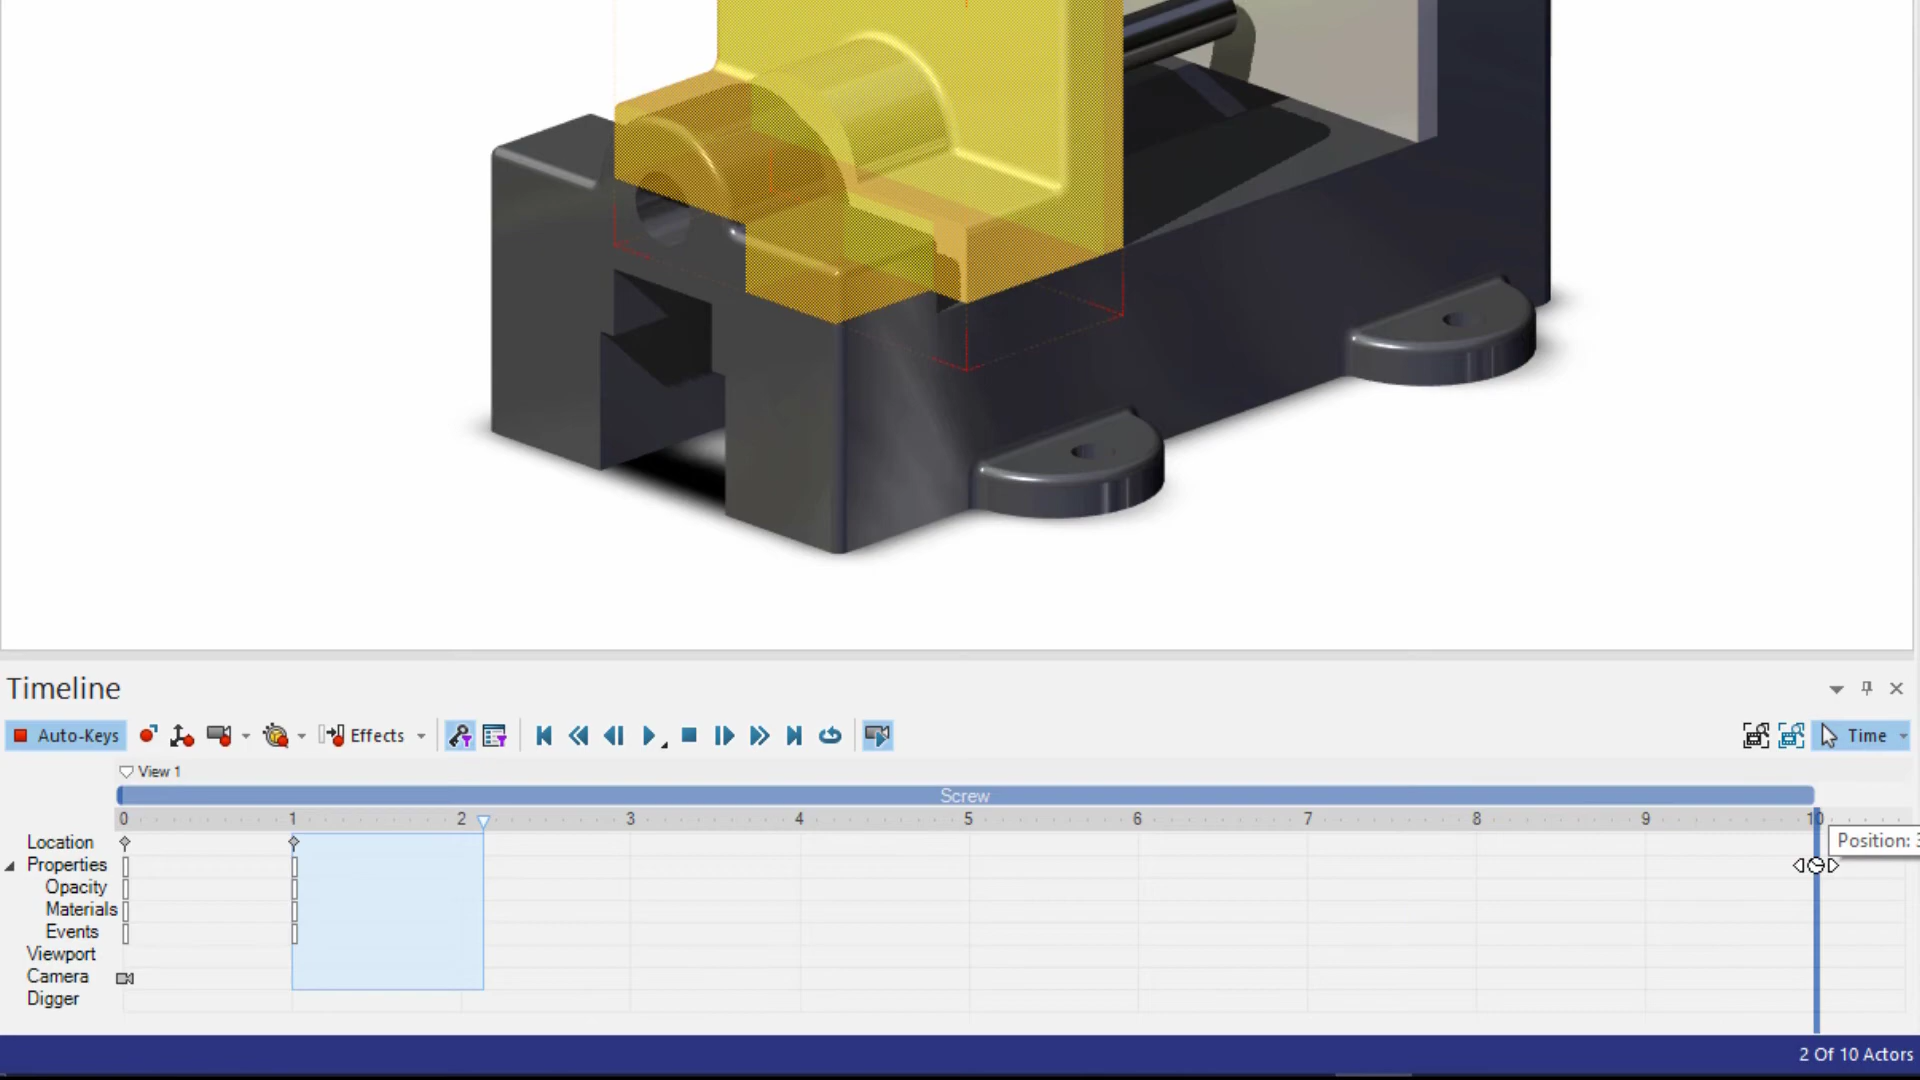 Timeline
Auto-Keys Effects Time
View 1
Screw
0 1 2 3 4 5 6 7 8 9 10
Location
Position: 3
Properties
Opacity
Materials
Events
Viewport
Camera
Digger
2 Of 10 Actors